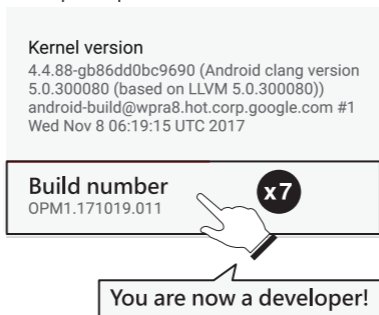 Kernel version
4.4.88-gb86dd0bc9690 (Android clang version
5.0.300080 (based on LLVM 5.0.300080))
android-build@wpra8.hot.corp.google.com #1
Wed Nov 8 06:19:15 UTC 2017
Build number
OPM1.171019.011
x7
You are now a developer!